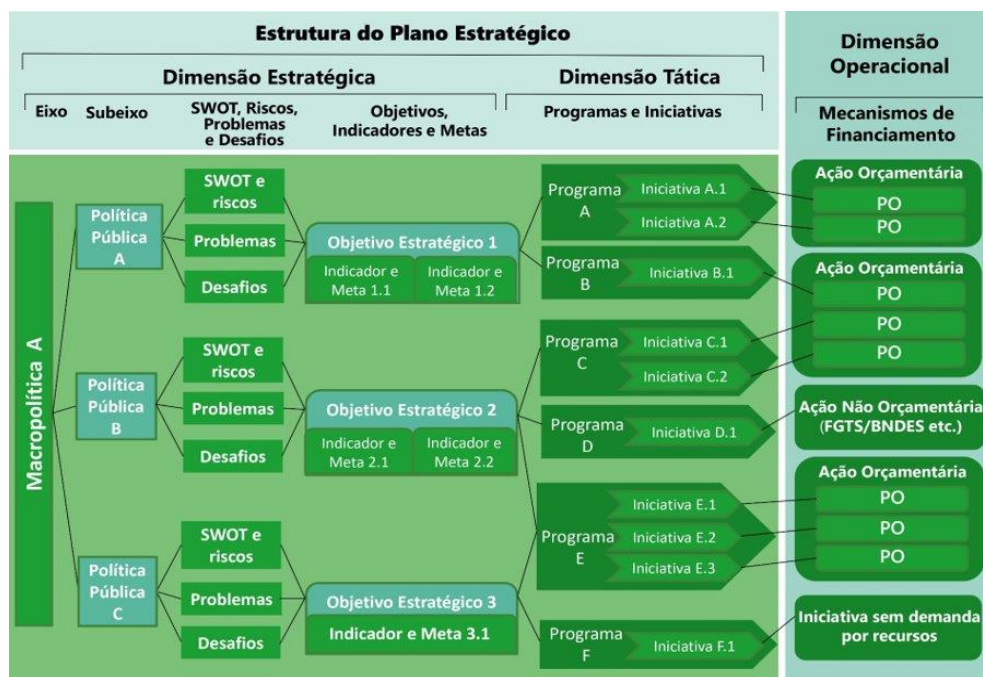 Estrutura do Plano Estratégico
Dimensão Estratégica
Dimensão Tática
Eixo
Subeixo
SWOT, Riscos,
Problemas
e Desafios
Objetivos,
Indicadores e Metas
Programas e Iniciativas
Dimensão
Operacional
Mecanismos de
Financiamento
Macropolítica A
Política
Pública
A
SWOT e
riscos
Problemas
Desafios
Objetivo Estratégico 1
Indicador e
Meta 1.1
Indicador e
Meta 1.2
Programa
A
Iniciativa A.1
Iniciativa A.2
Programa
B
Iniciativa B.1
Política
Pública
B
SWOT e
riscos
Problemas
Desafios
Objetivo Estratégico 2
Indicador e
Meta 2.1
Indicador e
Meta 2.2
Programa
C
Iniciativa C.1
Iniciativa C.2
Programa
D
Iniciativa D.1
Programa
E
Iniciativa E.1
Iniciativa E.2
Iniciativa E.3
Política
Pública
C
SWOT e
riscos
Problemas
Desafios
Objetivo Estratégico 3
Indicador e Meta 3.1
Programa
F
Iniciativa F.1
Ação Orçamentária
PO
PO
Ação Orçamentária
PO
PO
PO
Ação Não Orçamentária
(FGTS/BNDES etc.)
Ação Orçamentária
PO
PO
PO
Iniciativa sem demanda
por recursos